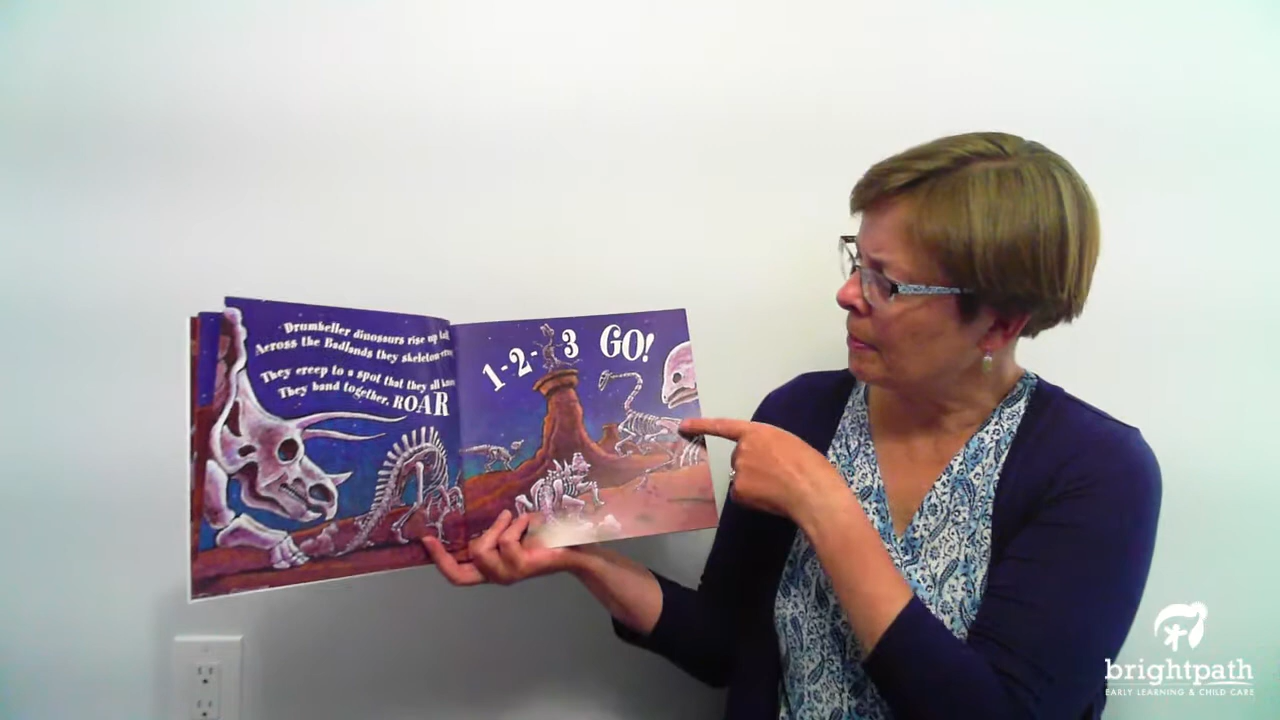 Drumheller dinosaurs rise up tall
Across the Badlands they skeleton
They creep to a spot that they all
They band together, ROAR
1-2-3 GO!
brightpath
EARLY LEARNING & CHILD CARE